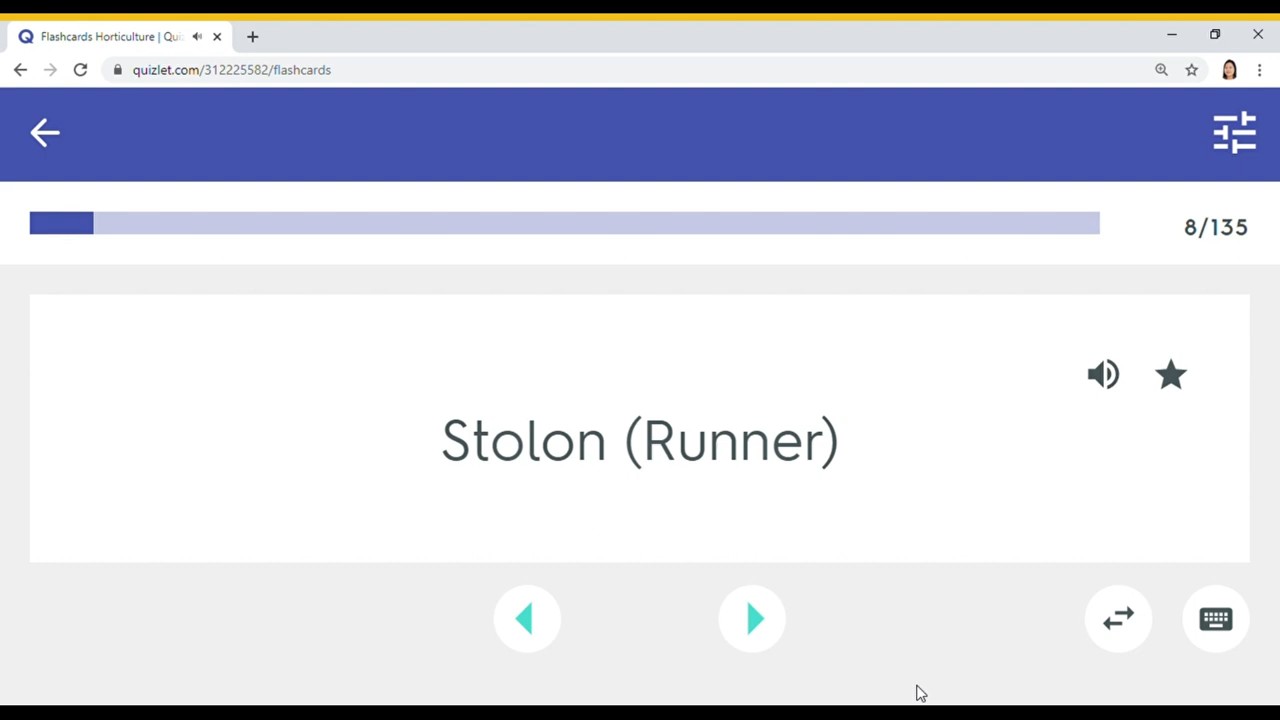 Flashcards Horticulture | Qui
quizlet.com/312225582/flashcards
8/135
Stolon (Runner)